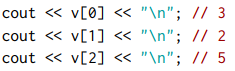 cout << v[0] << "\n"; // 3
cout << v[1] << "\n"; // 2
cout << v[2] << "\n"; // 5